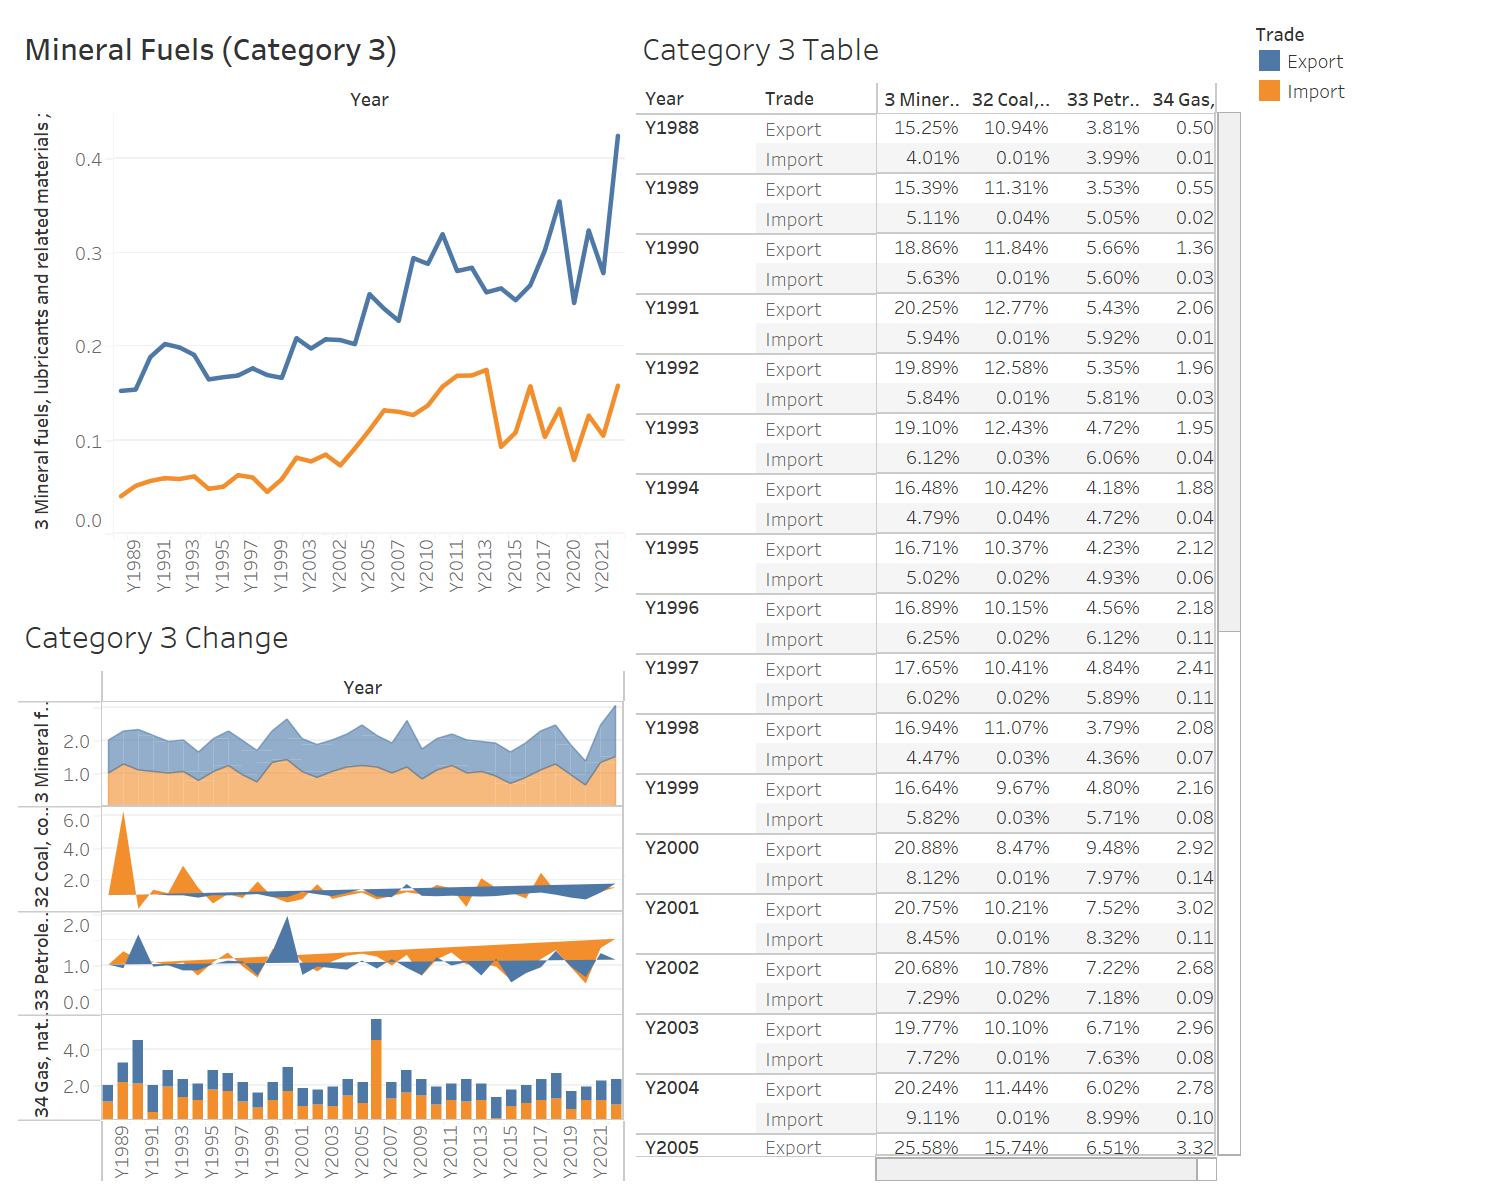 Mineral Fuels (Category 3)
Year
3 Mineral fuels, lubricants and related materials ;
0.4
0.3
0.2
0.1
0.0
Y1989 Y1991 Y1993 Y1995 Y1997 Y1999 Y2003 Y2002 Y2005 Y2007 Y2010 Y2011 Y2013 Y2015 Y2017 Y2020 Y2021
Category 3 Change
Year
3 Mineral f..
2.0
1.0
32 Coal, co..
6.0
4.0
2.0
33 Petrole..
2.0
1.0
0.0
34 Gas, nat..
4.0
2.0
Y1989 Y1991 Y1993 Y1995 Y1997 Y1999 Y2001 Y2003 Y2005 Y2007 Y2009 Y2011 Y2013 Y2015 Y2017 Y2019 Y2021
Category 3 Table
Year Trade 3 Miner.. 32 Coal,.. 33 Petr.. 34 Gas,
Y1988 Export 15.25% 10.94% 3.81% 0.50
Import 4.01% 0.01% 3.99% 0.01
Y1989 Export 15.39% 11.31% 3.53% 0.55
Import 5.11% 0.04% 5.05% 0.02
Y1990 Export 18.86% 11.84% 5.66% 1.36
Import 5.63% 0.01% 5.60% 0.03
Y1991 Export 20.25% 12.77% 5.43% 2.06
Import 5.94% 0.01% 5.92% 0.01
Y1992 Export 19.89% 12.58% 5.35% 1.96
Import 5.84% 0.01% 5.81% 0.03
Y1993 Export 19.10% 12.43% 4.72% 1.95
Import 6.12% 0.03% 6.06% 0.04
Y1994 Export 16.48% 10.42% 4.18% 1.88
Import 4.79% 0.04% 4.72% 0.04
Y1995 Export 16.71% 10.37% 4.23% 2.12
Import 5.02% 0.02% 4.93% 0.06
Y1996 Export 16.89% 10.15% 4.56% 2.18
Import 6.25% 0.02% 6.12% 0.11
Y1997 Export 17.65% 10.41% 4.84% 2.41
Import 6.02% 0.02% 5.89% 0.11
Y1998 Export 16.94% 11.07% 3.79% 2.08
Import 4.47% 0.03% 4.36% 0.07
Y1999 Export 16.64% 9.67% 4.80% 2.16
Import 5.82% 0.03% 5.71% 0.08
Y2000 Export 20.88% 8.47% 9.48% 2.92
Import 8.12% 0.01% 7.97% 0.14
Y2001 Export 20.75% 10.21% 7.52% 3.02
Import 8.45% 0.01% 8.32% 0.11
Y2002 Export 20.68% 10.78% 7.22% 2.68
Import 7.29% 0.02% 7.18% 0.09
Y2003 Export 19.77% 10.10% 6.71% 2.96
Import 7.72% 0.01% 7.63% 0.08
Y2004 Export 20.24% 11.44% 6.02% 2.78
Import 9.11% 0.01% 8.99% 0.10
Y2005 Export 25.58% 15.74% 6.51% 3.32
Trade
Export
Import